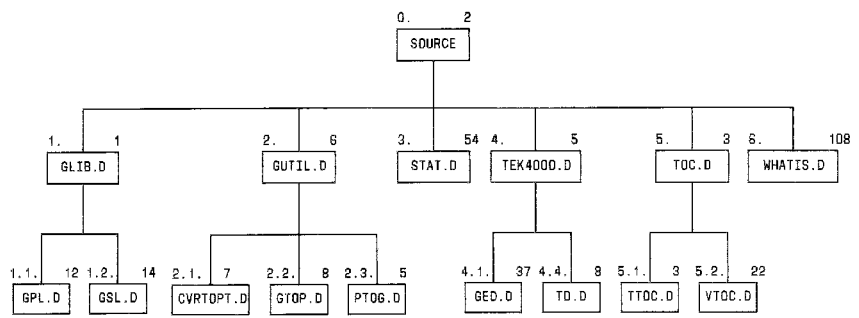 0. 2
SOURCE
1. 1 2. 6 3. 54 4. 5 5. 3 6. 108
GLIB.D GUTIL.D STAT.D TEK4000.D TOC.D WHATIS.D
1.1. 12 1.2. 14 2.1. 7 2.2. 8 2.3. 5 4.1. 37 4.4. 8 5.1. 3 5.2. 22
GPL.D GSL.D CVRTOPT.D GTOP.D PTOG.D GED.D TD.D TTOC.D VTOC.D